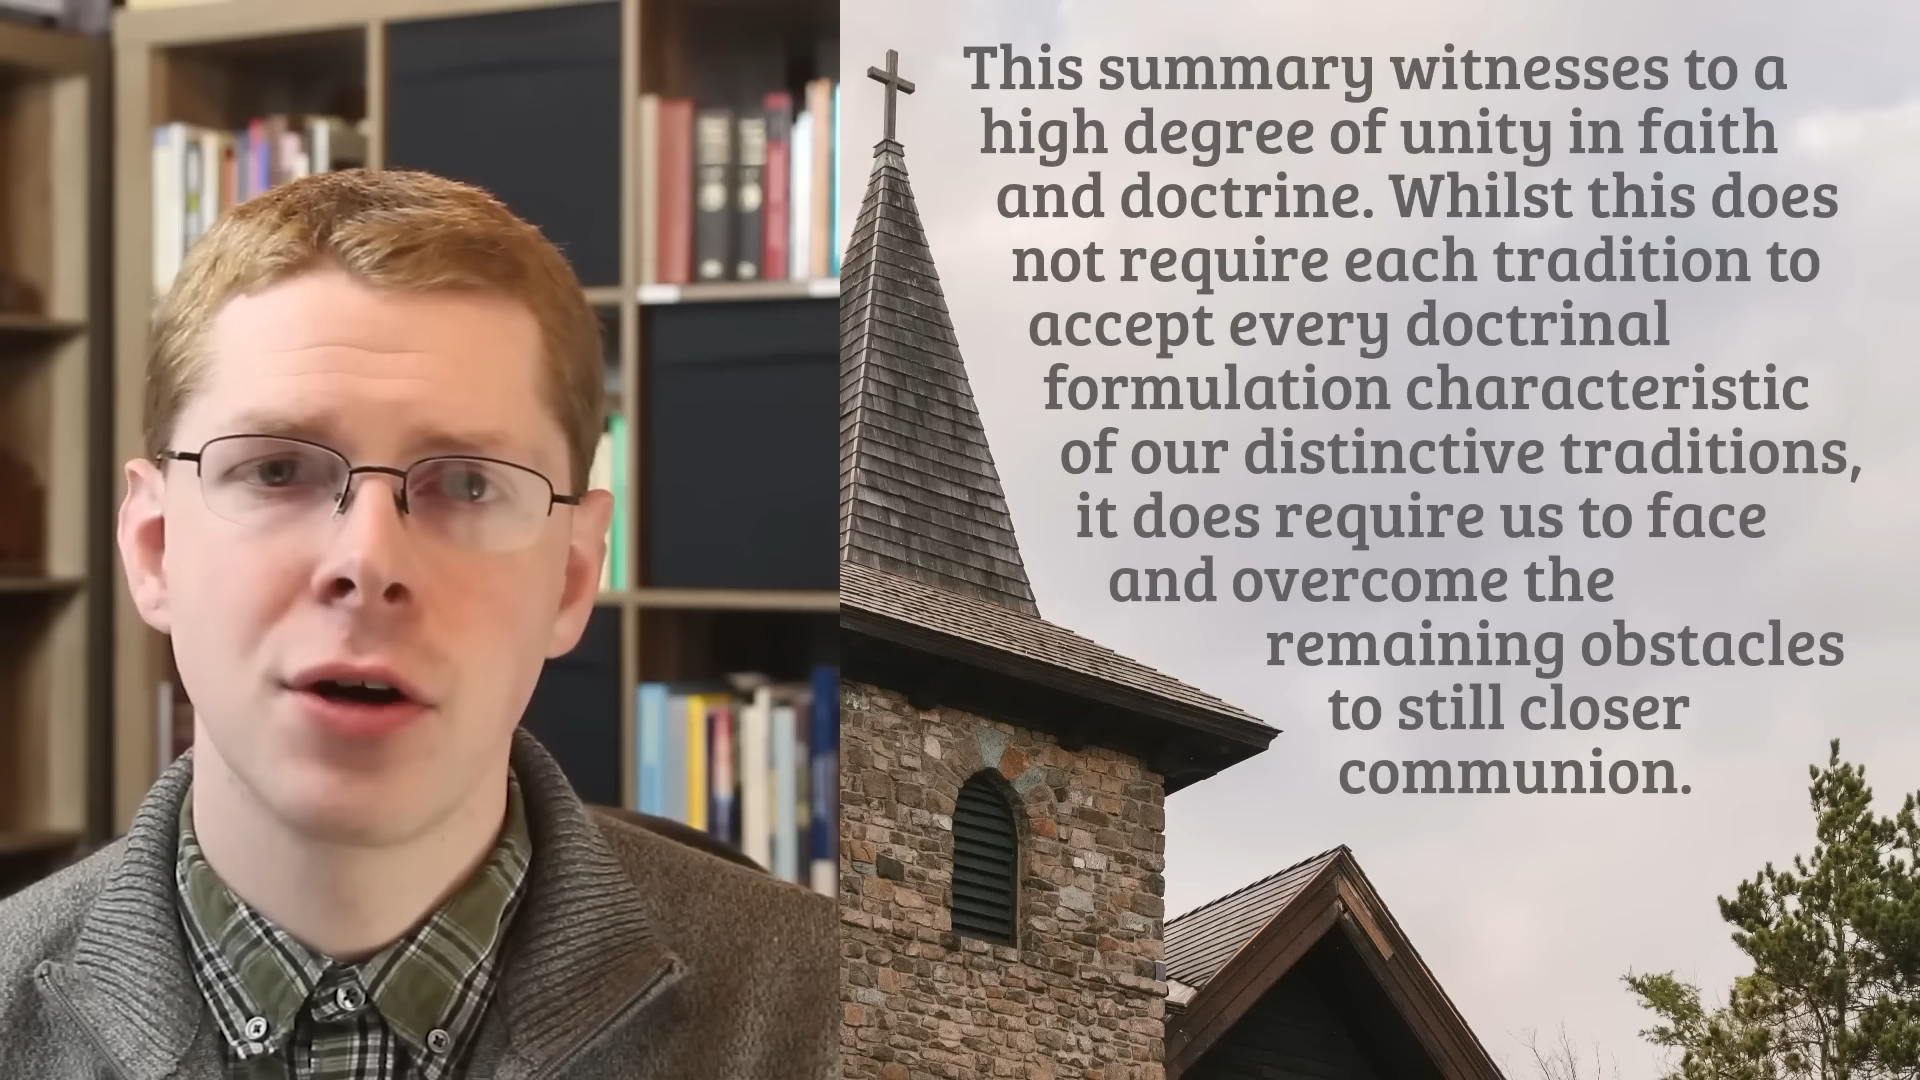 This summary witnesses to a
high degree of unity in faith
and doctrine. Whilst this does
not require each tradition to
accept every doctrinal
formulation characteristic
of our distinctive traditions,
it does require us to face
and overcome the
remaining obstacles
to still closer
communion.